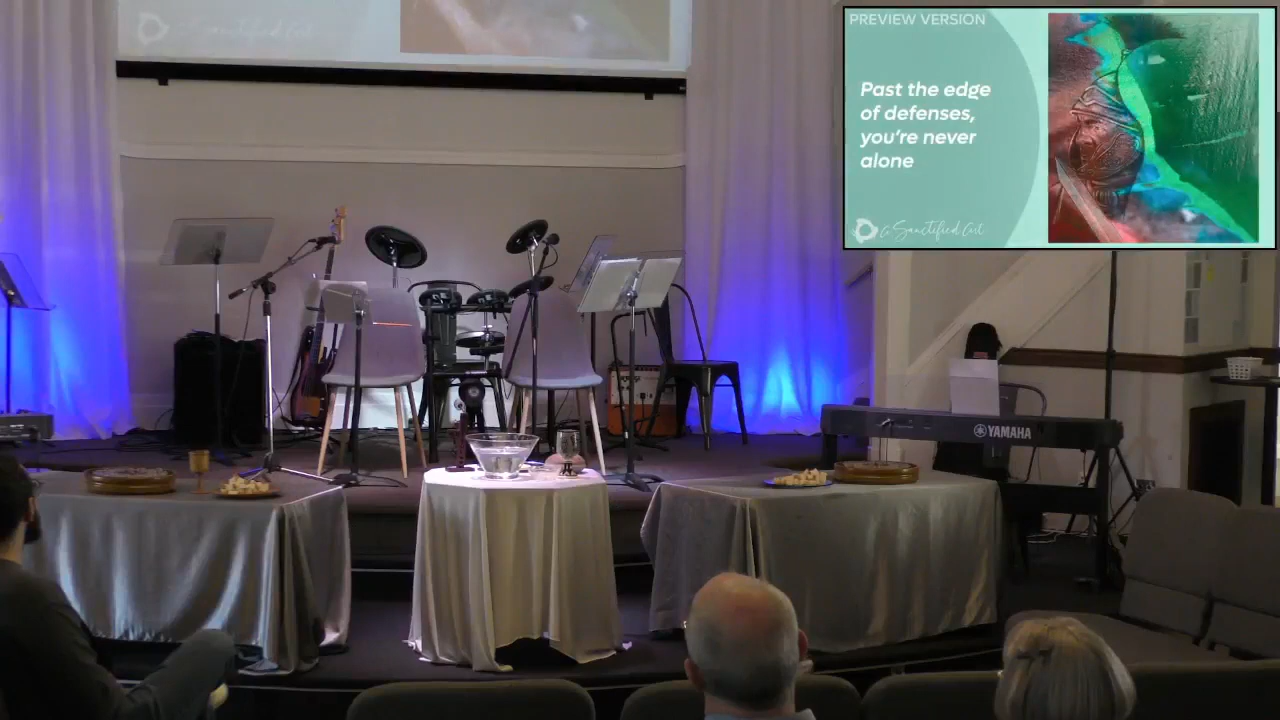 PREVIEW VERSION
Past the edge
of defenses,
you're never
alone
a Sanctified Art
YAMAHA